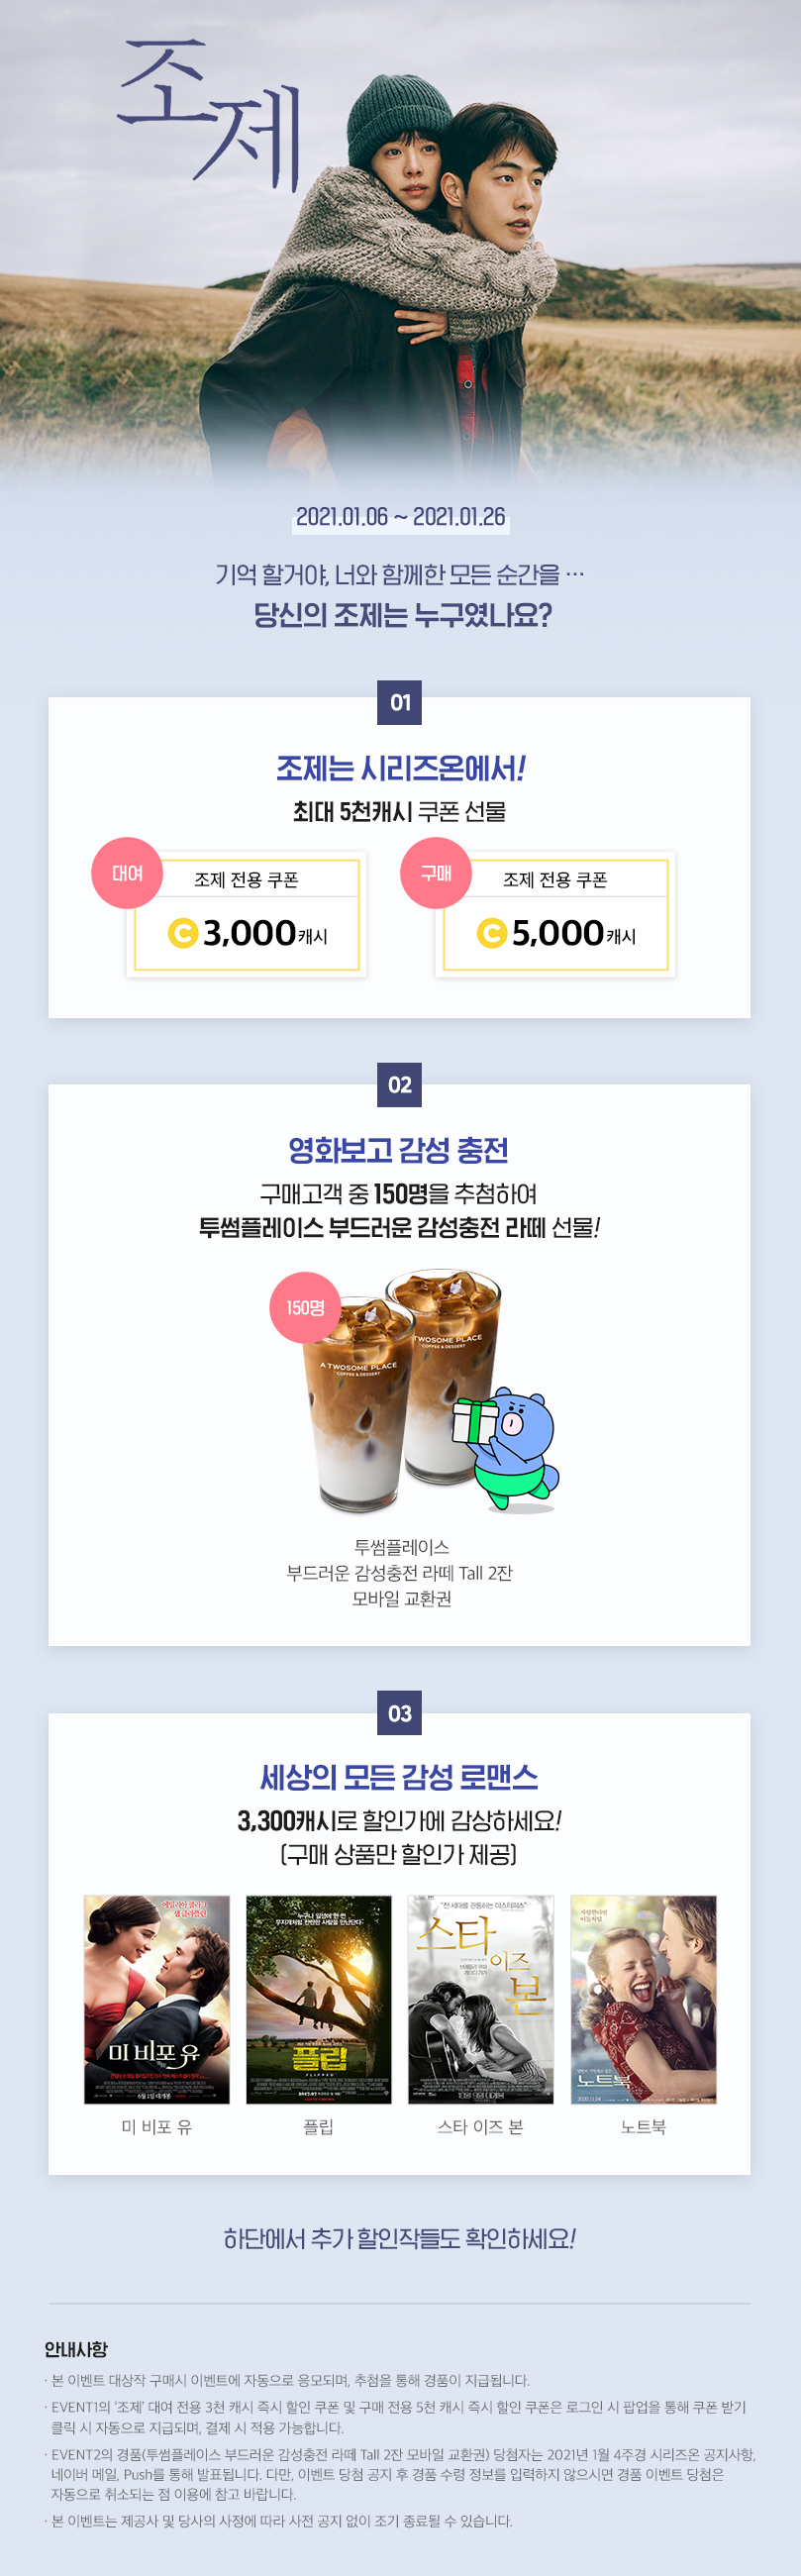 조제
2021.01.06 ~ 2021.01.26
기억 할거야, 너와 함께한 모든 순간을 ···
당신의 조제는 누구였나요?
01
조제는 시리즈온에서!
최대 5천캐시 쿠폰 선물
대여
조제 전용 쿠폰
C 3,000캐시
구매
조제 전용 쿠폰
C 5,000캐시
02
영화보고 감성 충전
구매고객 중 150명을 추첨하여
투썸플레이스 부드러운 감성충전 라떼 선물!
150명
A TWOSOME PLACE
COFFEE & DESSERT
TWOSOME PLACE
COFFEE & DESSERT
투썸플레이스
부드러운 감성충전 라떼 Tall 2잔
모바일 교환권
03
세상의 모든 감성 로맨스
3,300캐시로 할인가에 감상하세요!
(구매 상품만 할인가 제공)
에밀리아 클라크
샘 클라플린
미 비포 유
플립
FLIPPED
스타 이즈 본
노트북
2020.11.04
미 비포 유
플립
스타 이즈 본
노트북
하단에서 추가 할인작들도 확인하세요!
안내사항
· 본 이벤트 대상작 구매시 이벤트에 자동으로 응모되며, 추첨을 통해 경품이 지급됩니다.
· EVENT1의 '조제' 대여 전용 3천 캐시 즉시 할인 쿠폰 및 구매 전용 5천 캐시 즉시 할인 쿠폰은 로그인 시 팝업을 통해 쿠폰 받기
클릭 시 자동으로 지급되며, 결제 시 적용 가능합니다.
· EVENT2의 경품(투썸플레이스 부드러운 감성충전 라떼 Tall 2잔 모바일 교환권) 당첨자는 2021년 1월 4주경 시리즈온 공지사항,
네이버 메일, Push를 통해 발표됩니다. 다만, 이벤트 당첨 공지 후 경품 수령 정보를 입력하지 않으시면 경품 이벤트 당첨은
자동으로 취소되는 점 이용에 참고 바랍니다.
· 본 이벤트는 제공사 및 당사의 사정에 따라 사전 공지 없이 조기 종료될 수 있습니다.